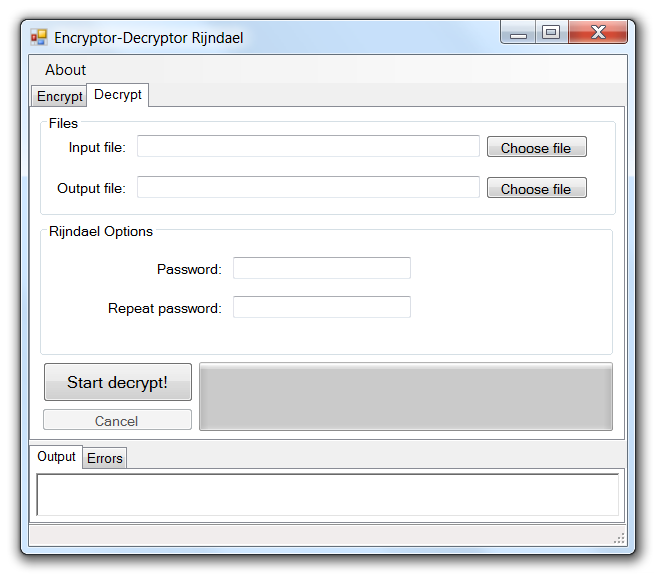 Encryptor-Decryptor Rijndael
About
Encrypt Decrypt
Files
Input file: Choose file
Output file: Choose file
Rijndael Options
Password:
Repeat password:
Start decrypt!
Cancel
Output Errors